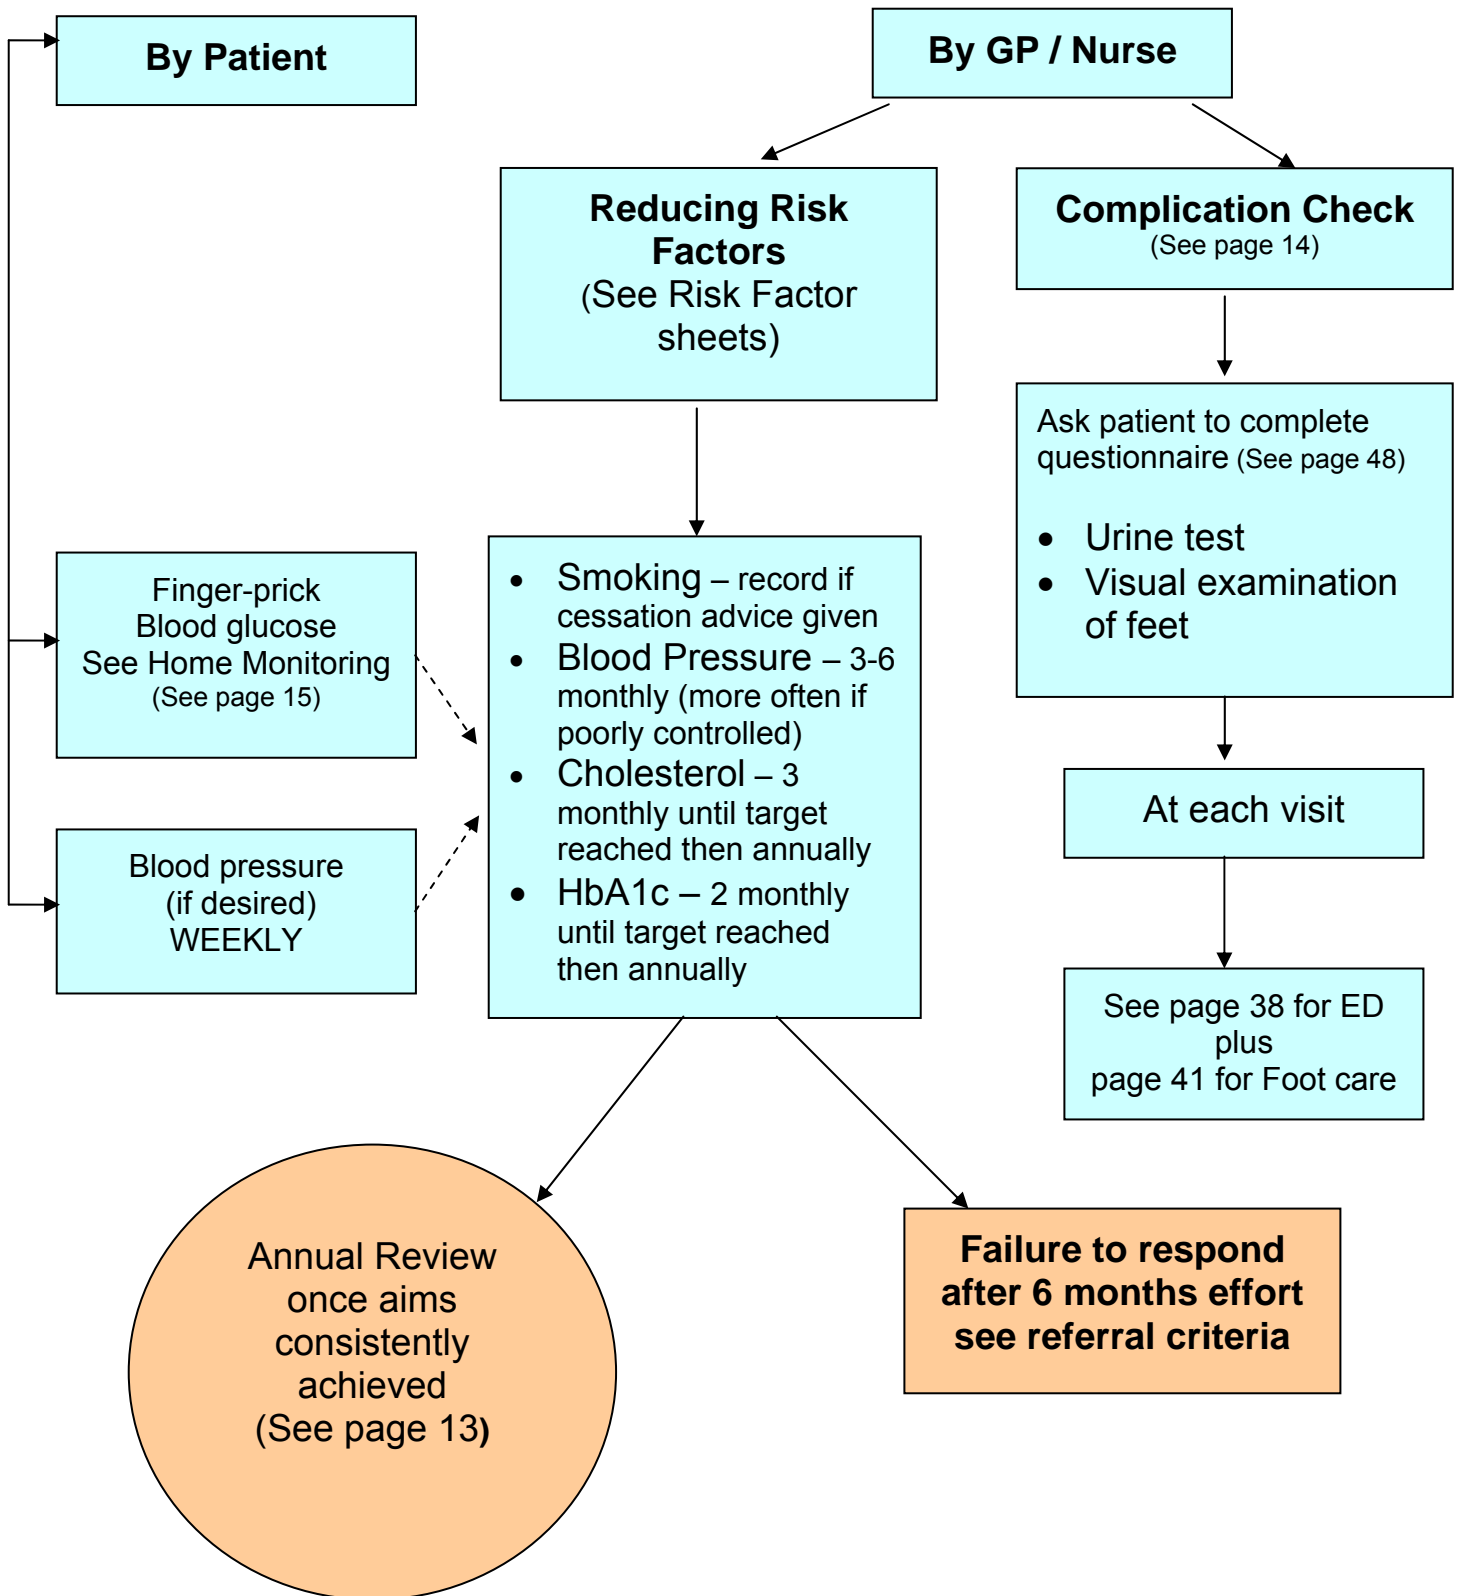 By Patient
By GP / Nurse
Reducing Risk
Factors
(See Risk Factor
sheets)
Complication Check
(See page 14)
Ask patient to complete
questionnaire (See page 48)
• Urine test
• Visual examination
of feet
Finger-prick
Blood glucose
See Home Monitoring
(See page 15)
• Smoking – record if
cessation advice given
• Blood Pressure – 3-6
monthly (more often if
poorly controlled)
• Cholesterol – 3
monthly until target
reached then annually
• HbA1c – 2 monthly
until target reached
then annually
Blood pressure
(if desired)
WEEKLY
At each visit
See page 38 for ED
plus
page 41 for Foot care
Annual Review
once aims
consistently
achieved
(See page 13)
Failure to respond
after 6 months effort
see referral criteria